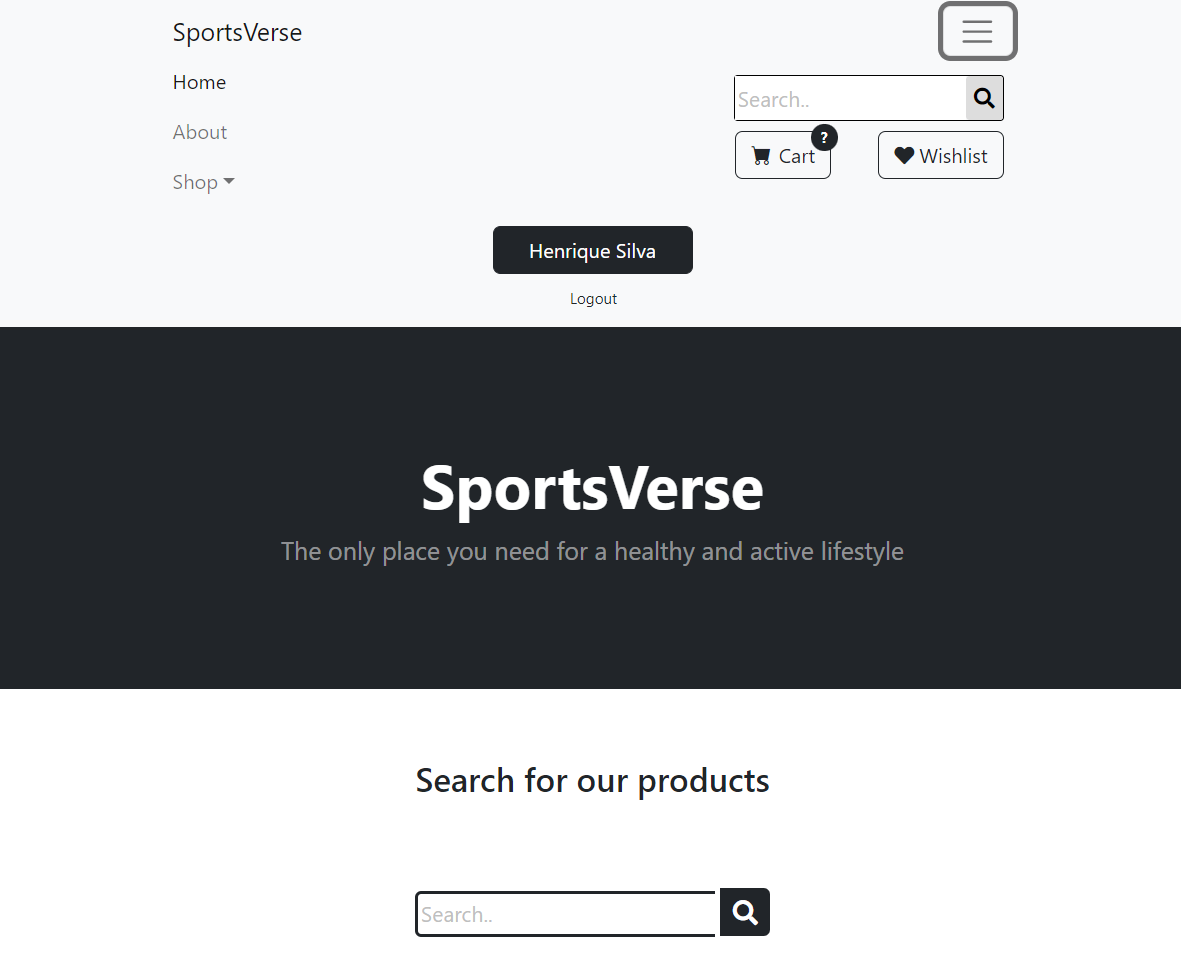 SportsVerse
Home
About
Shop
Search..
?
Cart
Wishlist
Henrique Silva
Logout
SportsVerse
The only place you need for a healthy and active lifestyle
Search for our products
Search..